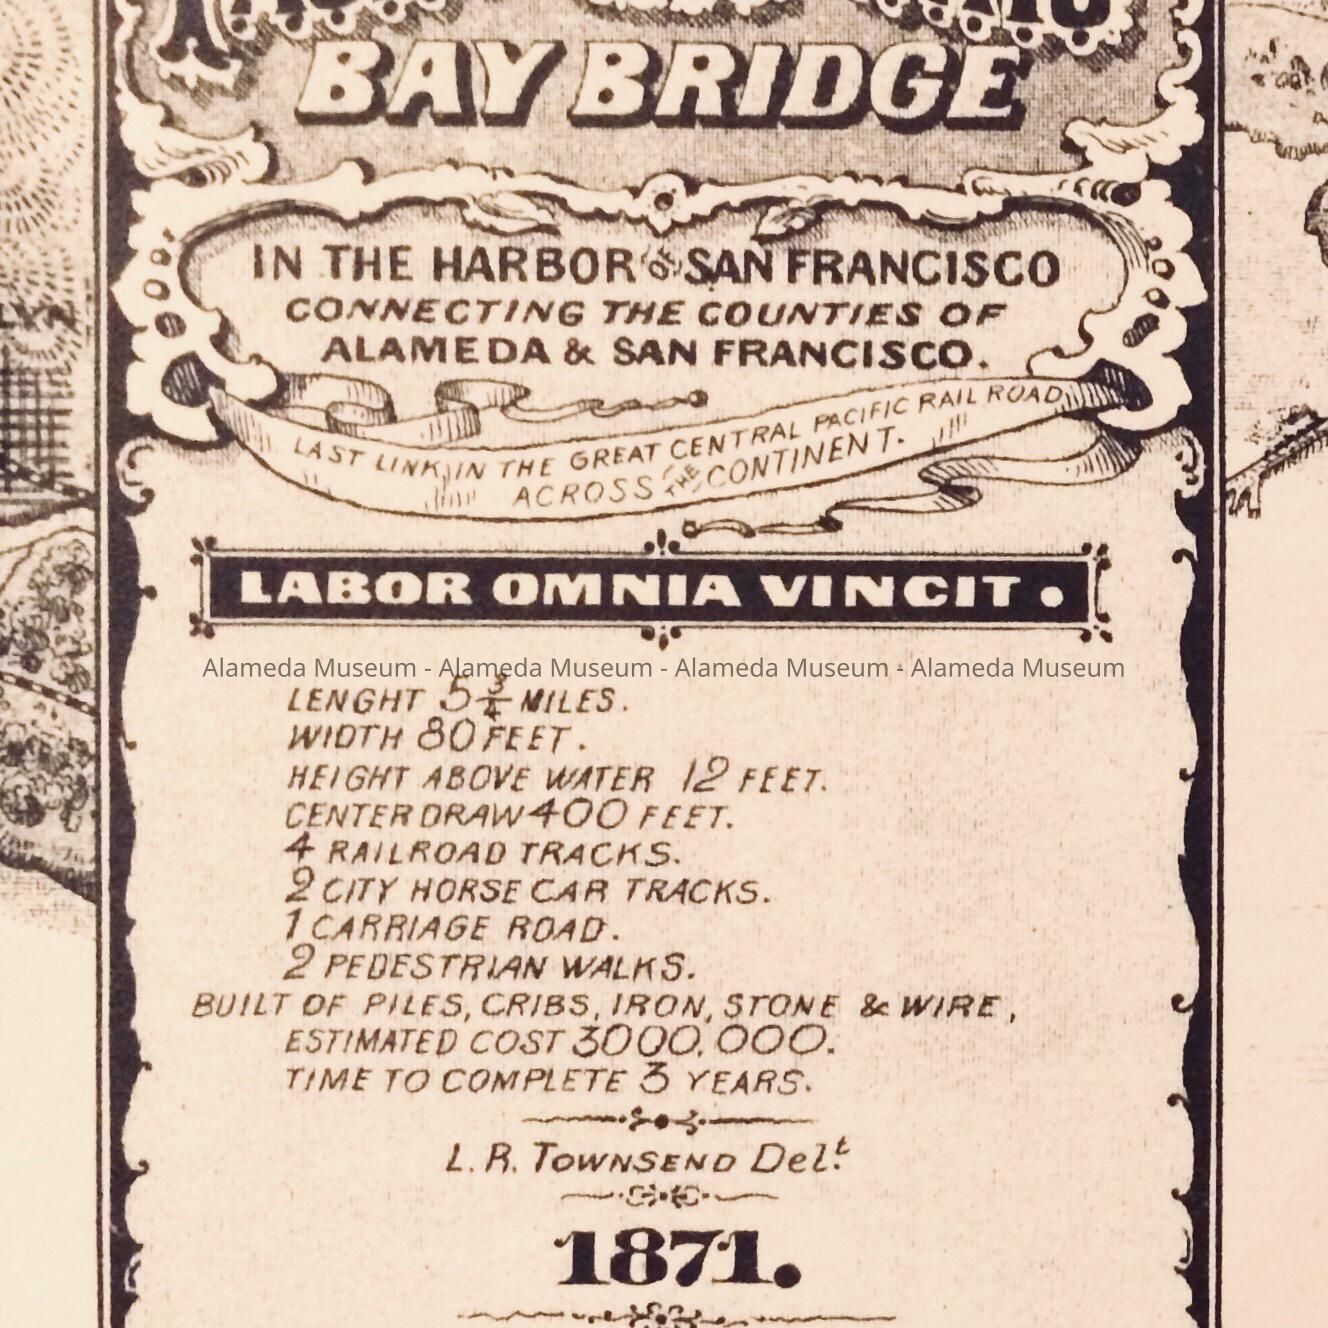 BAY BRIDGE
IN THE HARBOR OF SAN FRANCISCO
CONNECTING THE COUNTIES OF
ALAMEDA & SAN FRANCISCO.
LAST LINK IN THE GREAT CENTRAL PACIFIC RAIL ROAD
ACROSS THE CONTINENT.
LABOR OMNIA VINCIT.
Alameda Museum - Alameda Museum - Alameda Museum - Alameda Museum
LENGHT 5 3/4 MILES.
WIDTH 80 FEET.
HEIGHT ABOVE WATER 12 FEET.
CENTER DRAW 400 FEET.
4 RAILROAD TRACKS.
2 CITY HORSE CAR TRACKS.
1 CARRIAGE ROAD.
2 PEDESTRIAN WALKS.
BUILT OF PILES, CRIBS, IRON, STONE & WIRE,
ESTIMATED COST 3000,000.
TIME TO COMPLETE 3 YEARS.
L. R. TOWNSEND Del.t
1871.